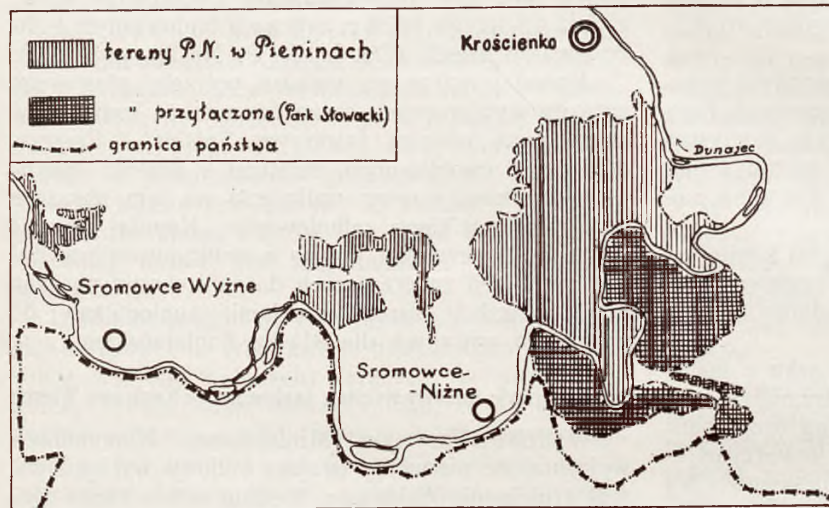 tereny P.N. w Pieninach
" przyłączone (Park Słowacki)
granica państwa
Krościenko
Dunajec
Sromowce Wyżne
Sromowce-
Niżne